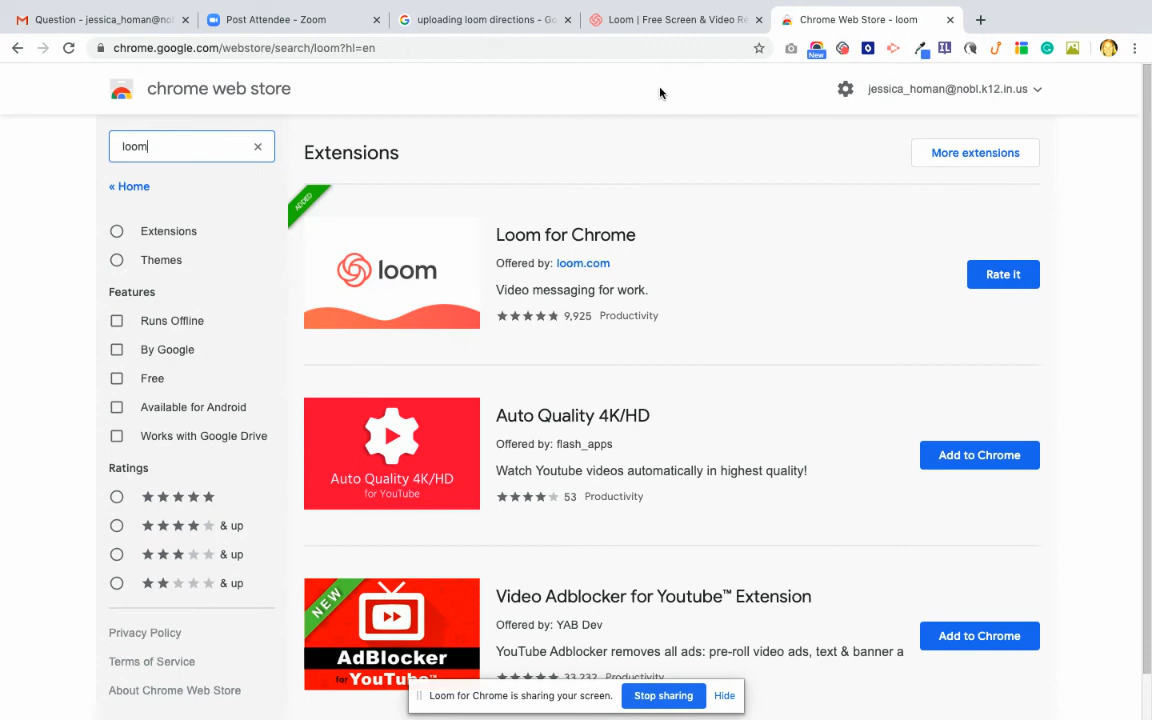 Question - jessica_homan@nobl.k
Post Attendee - Zoom
uploading loom directions - Go
Loom | Free Screen & Video Re
Chrome Web Store - loom
chrome.google.com/webstore/search/loom?hl=en
New
chrome web store
jessica_homan@nobl.k12.in.us
loom
« Home
Extensions
Themes
Features
Runs Offline
By Google
Free
Available for Android
Works with Google Drive
Ratings
& up
& up
& up
Privacy Policy
Terms of Service
About Chrome Web Store
Extensions
More extensions
ADDED
loom
Loom for Chrome
Offered by: loom.com
Video messaging for work.
9,925 Productivity
Rate it
Auto Quality 4K/HD
for YouTube
Auto Quality 4K/HD
Offered by: flash_apps
Watch Youtube videos automatically in highest quality!
53 Productivity
Add to Chrome
NEW
AdBlocker
for YouTube™
Video Adblocker for Youtube™ Extension
Offered by: YAB Dev
YouTube Adblocker removes all ads: pre-roll video ads, text & banner a
33,232 Productivity
Add to Chrome
Loom for Chrome is sharing your screen.
Stop sharing
Hide